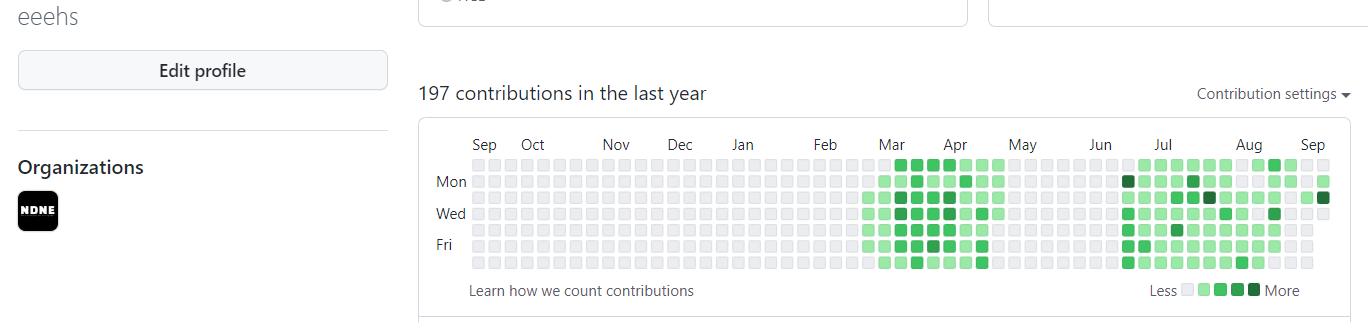 eeehs
Edit profile
Organizations
NDNE
197 contributions in the last year
Contribution settings
Sep Oct Nov Dec Jan Feb Mar Apr May Jun Jul Aug Sep
Mon
Wed
Fri
Learn how we count contributions
Less More